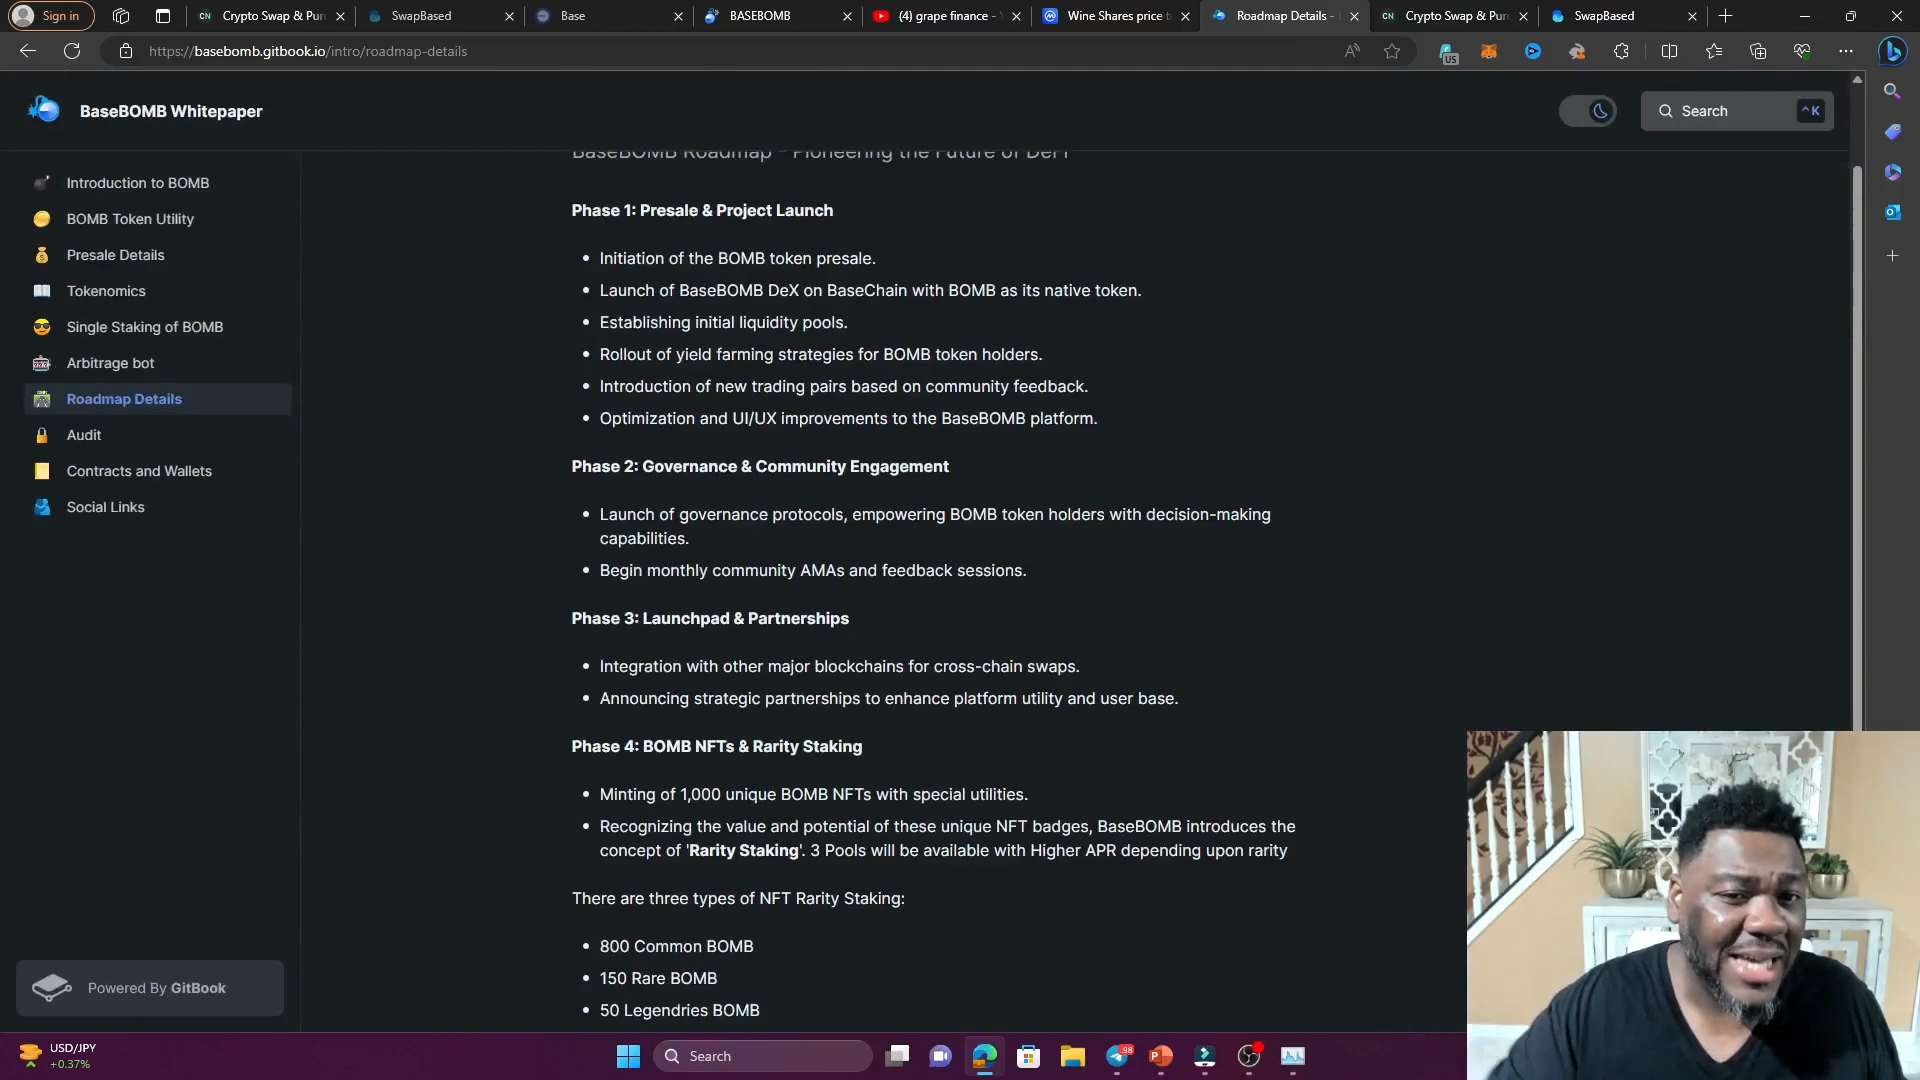 Sign in
Crypto Swap & Pur
SwapBased
Base
BASEBOMB
(4) grape finance -
Wine Shares price t
Roadmap Details -
Crypto Swap & Pur
SwapBased
https://basebomb.gitbook.io/intro/roadmap-details
US
BaseBOMB Whitepaper
Search
^K
Introduction to BOMB
BOMB Token Utility
Presale Details
Tokenomics
Single Staking of BOMB
Arbitrage bot
Roadmap Details
Audit
Contracts and Wallets
Social Links
Powered By GitBook
BaseBOMB Roadmap - Pioneering the Future of DeFi
Phase 1: Presale & Project Launch
Initiation of the BOMB token presale.
Launch of BaseBOMB DeX on BaseChain with BOMB as its native token.
Establishing initial liquidity pools.
Rollout of yield farming strategies for BOMB token holders.
Introduction of new trading pairs based on community feedback.
Optimization and UI/UX improvements to the BaseBOMB platform.
Phase 2: Governance & Community Engagement
Launch of governance protocols, empowering BOMB token holders with decision-making
capabilities.
Begin monthly community AMAs and feedback sessions.
Phase 3: Launchpad & Partnerships
Integration with other major blockchains for cross-chain swaps.
Announcing strategic partnerships to enhance platform utility and user base.
Phase 4: BOMB NFTs & Rarity Staking
Minting of 1,000 unique BOMB NFTs with special utilities.
Recognizing the value and potential of these unique NFT badges, BaseBOMB introduces the
concept of 'Rarity Staking'. 3 Pools will be available with Higher APR depending upon rarity
There are three types of NFT Rarity Staking:
800 Common BOMB
150 Rare BOMB
50 Legendries BOMB
USD/JPY
+0.37%
Search